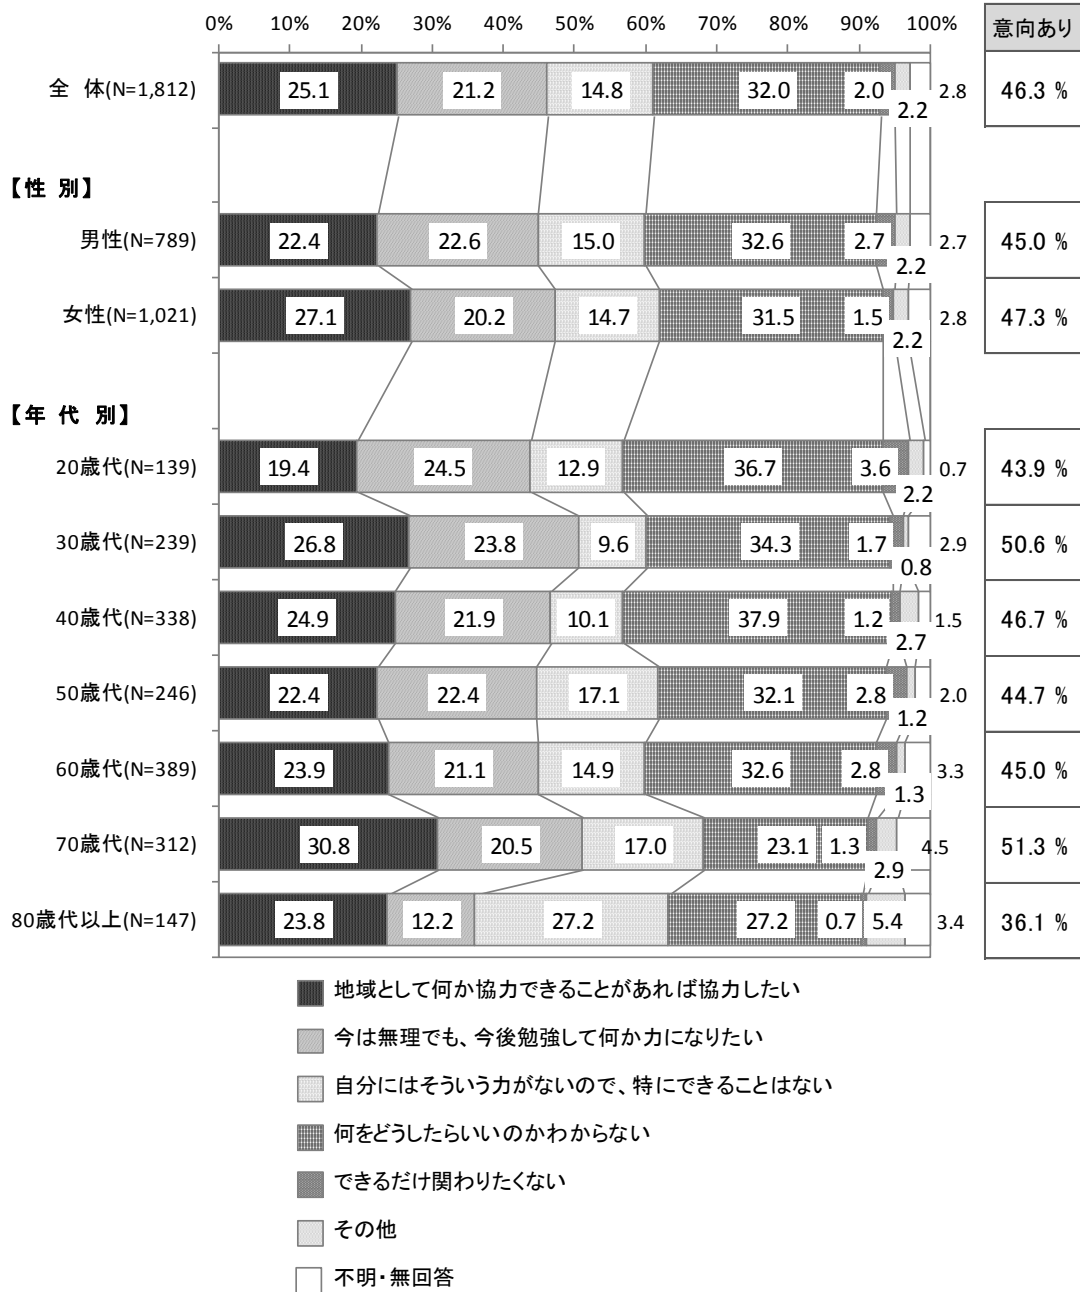 0% 10% 20% 30% 40% 50% 60% 70% 80% 90% 100% 意向あり
全 体(N=1,812) 25.1 21.2 14.8 32.0 2.0 2.2 2.8 46.3 %
【性 別】
男性(N=789) 22.4 22.6 15.0 32.6 2.7 2.2 2.7 45.0 %
女性(N=1,021) 27.1 20.2 14.7 31.5 1.5 2.2 2.8 47.3 %
【年 代 別】
20歳代(N=139) 19.4 24.5 12.9 36.7 3.6 2.2 0.7 43.9 %
30歳代(N=239) 26.8 23.8 9.6 34.3 1.7 0.8 2.9 50.6 %
40歳代(N=338) 24.9 21.9 10.1 37.9 1.2 2.7 1.5 46.7 %
50歳代(N=246) 22.4 22.4 17.1 32.1 2.8 1.2 2.0 44.7 %
60歳代(N=389) 23.9 21.1 14.9 32.6 2.8 1.3 3.3 45.0 %
70歳代(N=312) 30.8 20.5 17.0 23.1 1.3 2.9 4.5 51.3 %
80歳代以上(N=147) 23.8 12.2 27.2 27.2 0.7 5.4 3.4 36.1 %
地域として何か協力できることがあれば協力したい
今は無理でも、今後勉強して何か力になりたい
自分にはそういう力がないので、特にできることはない
何をどうしたらいいのかわからない
できるだけ関わりたくない
その他
不明・無回答